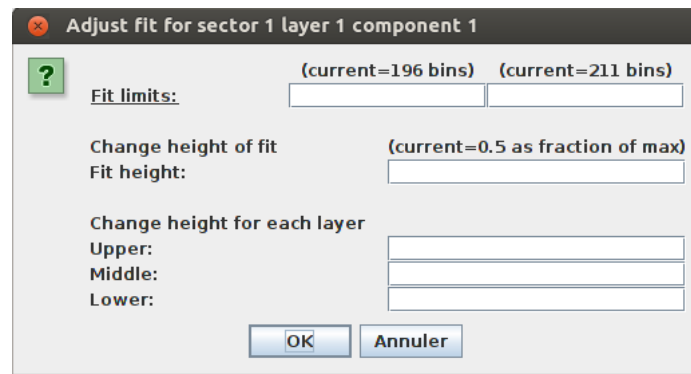 Adjust fit for sector 1 layer 1 component 1
?
(current=196 bins) (current=211 bins)
Fit limits:
Change height of fit (current=0.5 as fraction of max)
Fit height:
Change height for each layer
Upper:
Middle:
Lower:
OK Annuler